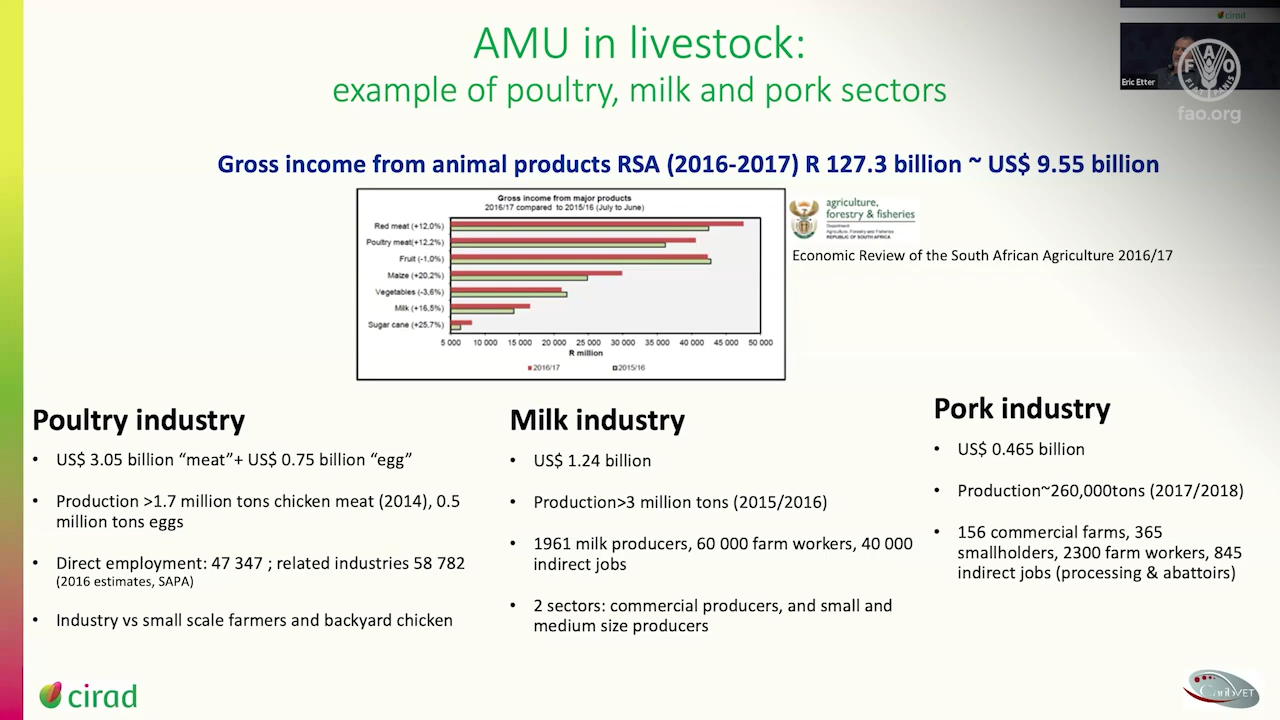 AMU in livestock:
example of poultry, milk and pork sectors
cirad
Eric Etter
FAO
FIAT PANIS
fao.org
Gross income from animal products RSA (2016-2017) R 127.3 billion ~ US$ 9.55 billion
Gross income from major products
2016/17 compared to 2015/16 (July to June)
Red meat (+12,0%)
Poultry meat(+12,2%)
Fruit (-1,0%)
Maize (+20,2%)
Vegetables (-3,6%)
Milk (+16,5%)
Sugar cane (+25,7%)
5 000 10 000 15 000 20 000 25 000 30 000 35 000 40 000 45 000 50 000
R million
2016/17 2015/16
agriculture,
forestry & fisheries
Department:
Agriculture, Forestry and Fisheries
REPUBLIC OF SOUTH AFRICA
Economic Review of the South African Agriculture 2016/17
Poultry industry
• US$ 3.05 billion “meat”+ US$ 0.75 billion “egg”
• Production >1.7 million tons chicken meat (2014), 0.5
million tons eggs
• Direct employment: 47 347 ; related industries 58 782
(2016 estimates, SAPA)
• Industry vs small scale farmers and backyard chicken
Milk industry
• US$ 1.24 billion
• Production>3 million tons (2015/2016)
• 1961 milk producers, 60 000 farm workers, 40 000
indirect jobs
• 2 sectors: commercial producers, and small and
medium size producers
Pork industry
• US$ 0.465 billion
• Production~260,000tons (2017/2018)
• 156 commercial farms, 365
smallholders, 2300 farm workers, 845
indirect jobs (processing & abattoirs)
cirad
CaribVET